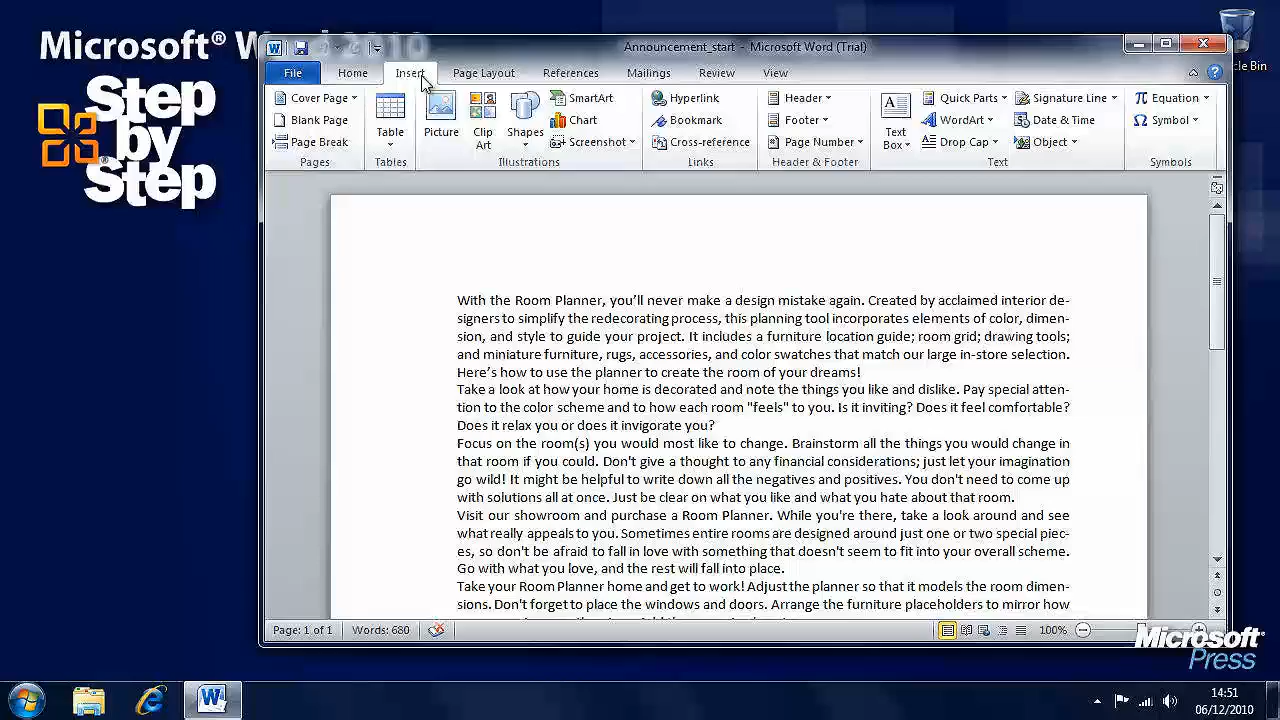 Microsoft® W
Step
by
Step
Announcement_start - Microsoft Word (Trial)
File Home Insert Page Layout References Mailings Review View
Cover Page
Blank Page
Page Break
Pages
Table
Tables
Picture
Clip
Art
Shapes
SmartArt
Chart
Screenshot
Illustrations
Hyperlink
Bookmark
Cross-reference
Links
Header
Footer
Page Number
Header & Footer
Text
Box
Quick Parts
WordArt
Drop Cap
Signature Line
Date & Time
Object
Text
Equation
Symbol
Symbols
With the Room Planner, you’ll never make a design mistake again. Created by acclaimed interior de-
signers to simplify the redecorating process, this planning tool incorporates elements of color, dimen-
sion, and style to guide your project. It includes a furniture location guide; room grid; drawing tools;
and miniature furniture, rugs, accessories, and color swatches that match our large in-store selection.
Here’s how to use the planner to create the room of your dreams!
Take a look at how your home is decorated and note the things you like and dislike. Pay special atten-
tion to the color scheme and to how each room "feels" to you. Is it inviting? Does it feel comfortable?
Does it relax you or does it invigorate you?
Focus on the room(s) you would most like to change. Brainstorm all the things you would change in
that room if you could. Don't give a thought to any financial considerations; just let your imagination
go wild! It might be helpful to write down all the negatives and positives. You don't need to come up
with solutions all at once. Just be clear on what you like and what you hate about that room.
Visit our showroom and purchase a Room Planner. While you're there, take a look around and see
what really appeals to you. Sometimes entire rooms are designed around just one or two special piec-
es, so don't be afraid to fall in love with something that doesn't seem to fit into your overall scheme.
Go with what you love, and the rest will fall into place.
Take your Room Planner home and get to work! Adjust the planner so that it models the room dimen-
sions. Don't forget to place the windows and doors. Arrange the furniture placeholders to mirror how
Page: 1 of 1 Words: 680 100%
cle Bin
Microsoft®
Press
14:51
06/12/2010